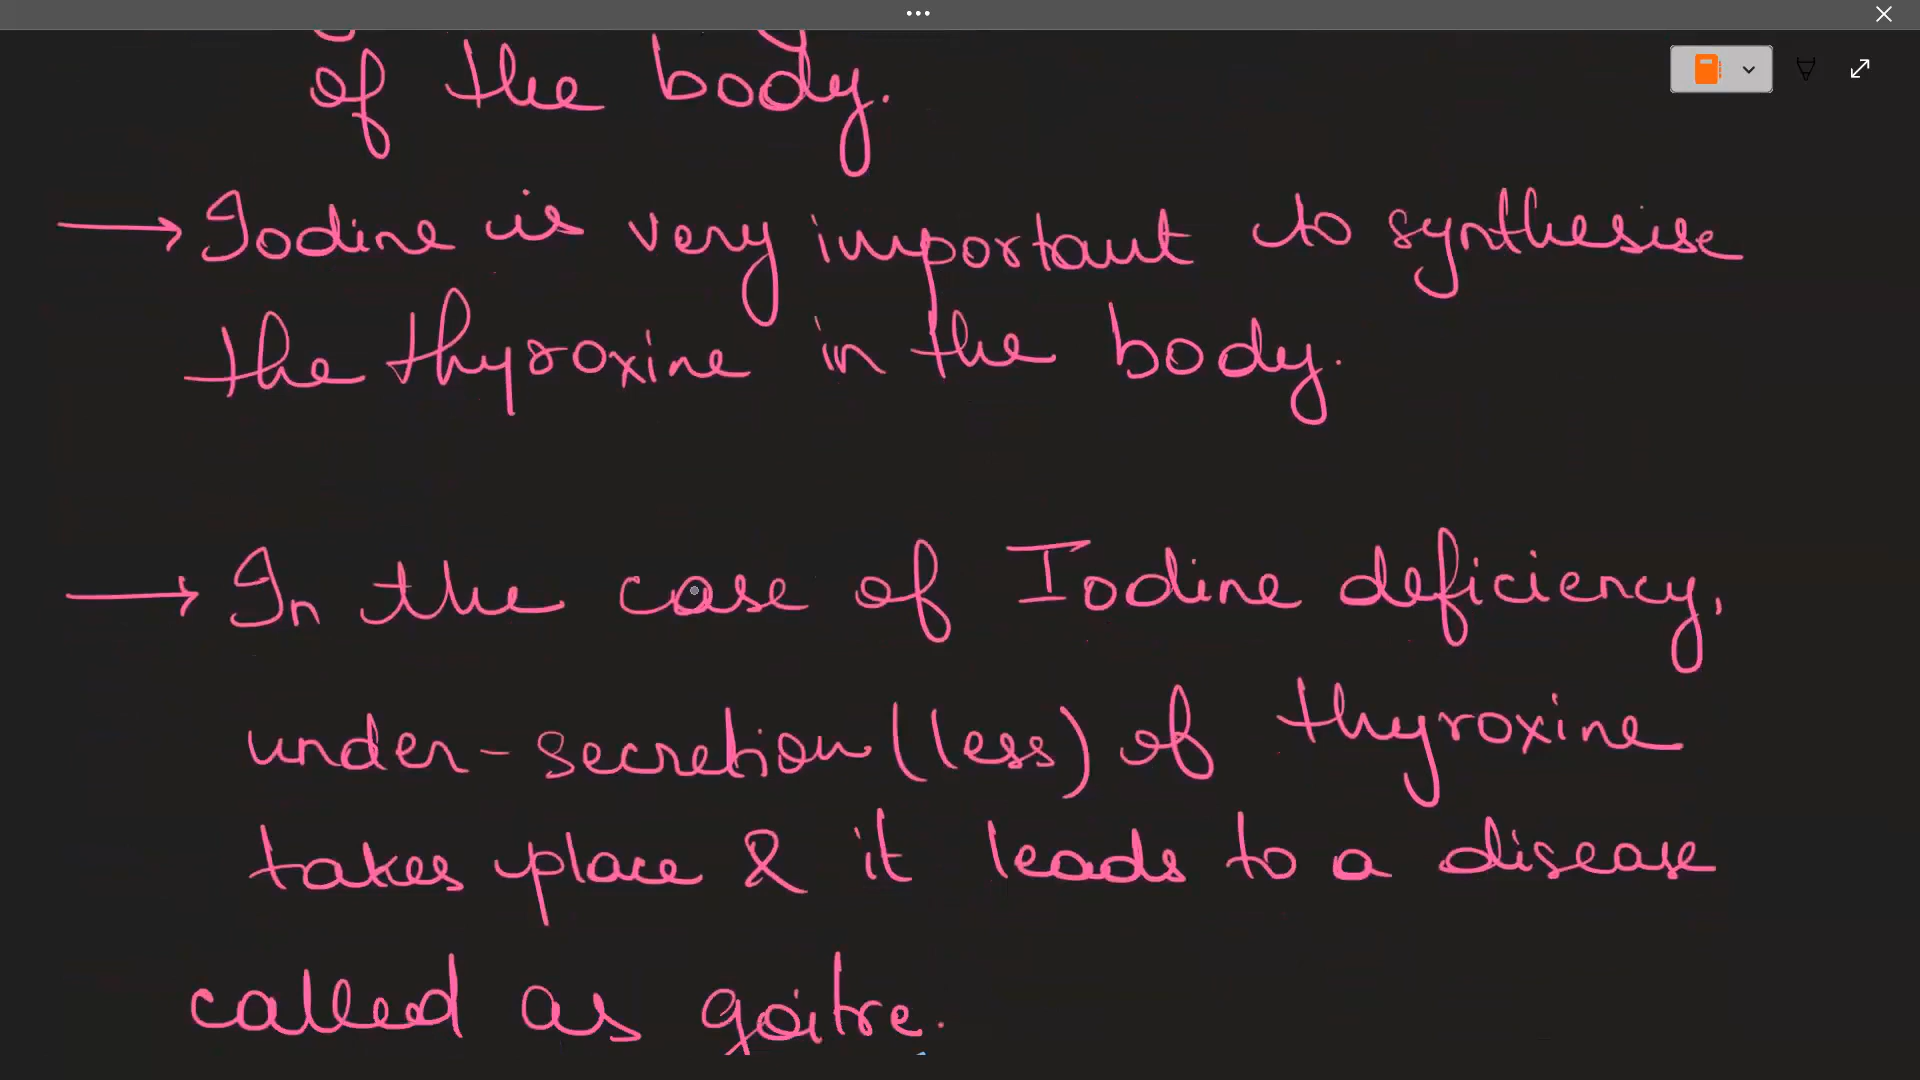 of the body.
→ Iodine is very important to synthesise
the thyroxine in the body.
→ In the case of Iodine deficiency,
under-secretion (less) of thyroxine
takes place & it leads to a disease
called as goitre.